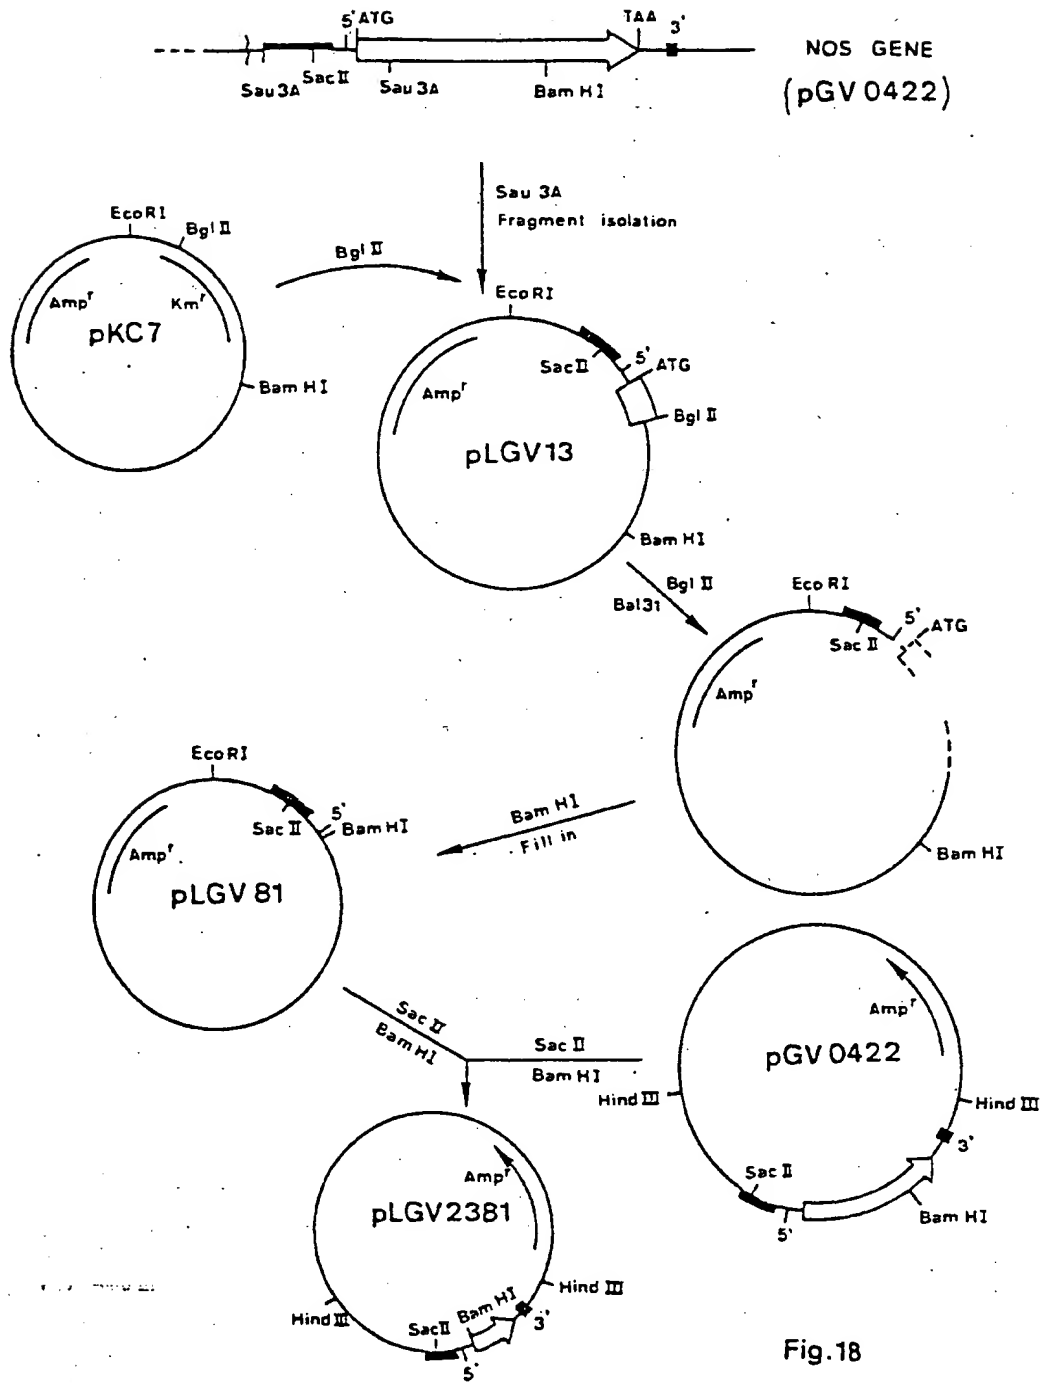 5' ATG TAA 3'
NOS GENE
(pGV 0422)
Sau 3A Sac II Sau 3A Bam HI
Sau 3A
Fragment isolation
EcoRI
Bgl II
Amp^r Km^r
pKC7
Bam HI
Bgl II
EcoRI
Sac II 5' ATG
Amp^r
Bgl II
pLGV13
Bam HI
Bgl II
Bal31
Eco RI
5' ATG
Sac II
Amp^r
Bam HI
Bam HI
Fill in
EcoRI
5'
Sac II Bam HI
Amp^r
pLGV 81
Sac II
Bam HI
Sac II
Bam HI
Amp^r
pGV 0422
Hind III Hind III
3'
Sac II
Bam HI
5'
Amp^r
pLGV2381
Hind III
Hind III
Bam HI
3'
Sac II
5'
Fig.18